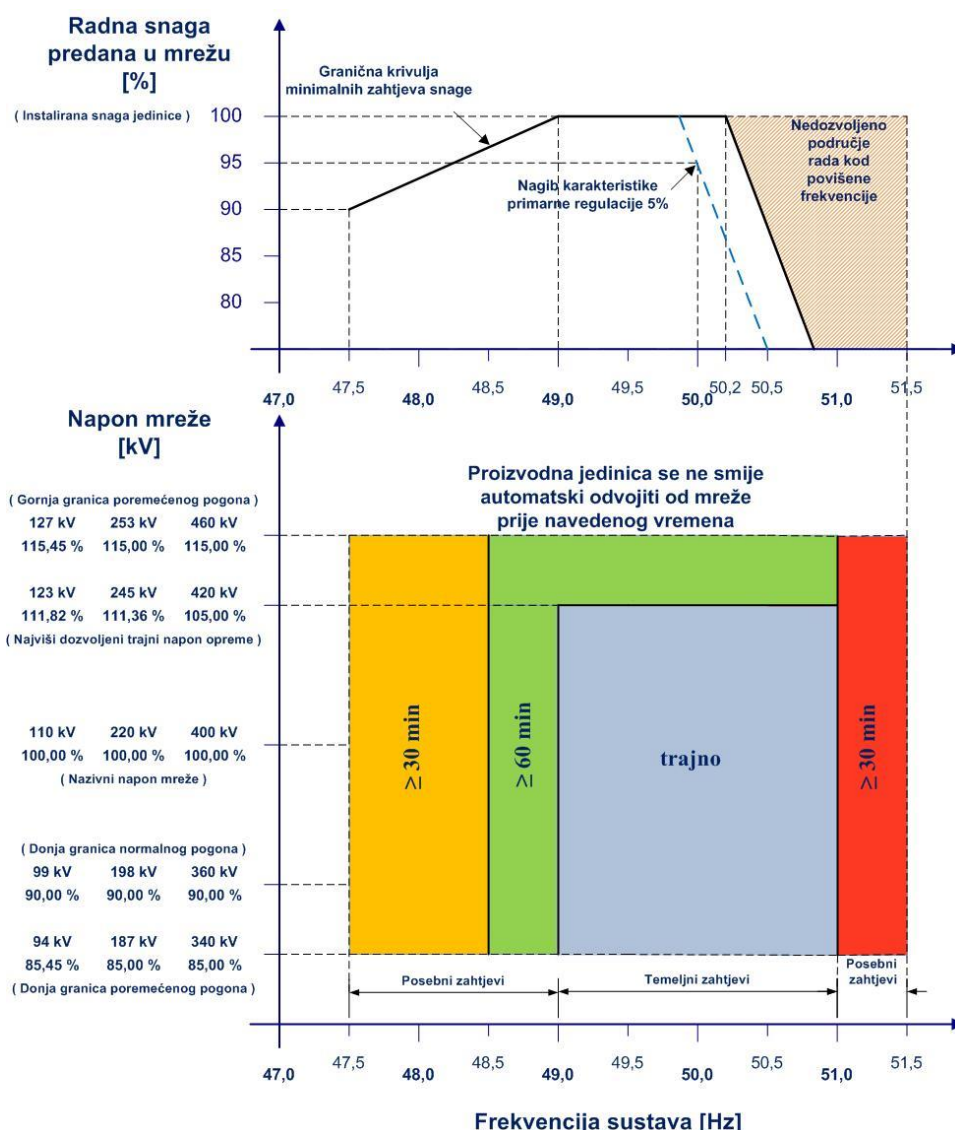 Radna snaga
predana u mrežu
[%]
( Instalirana snaga jedinice )
100
95
90
85
80
Granična krivulja
minimalnih zahtjeva snage
Nagib karakteristike
primarne regulacije 5%
Nedozvoljeno
područje
rada kod
povišene
frekvencije
47,0
47,5
48,0
48,5
49,0
49,5
50,0
50,2
50,5
51,0
51,5
Napon mreže
[kV]
( Gornja granica poremećenog pogona )
127 kV 253 kV 460 kV
115,45 % 115,00 % 115,00 %
123 kV 245 kV 420 kV
111,82 % 111,36 % 105,00 %
( Najviši dozvoljeni trajni napon opreme )
110 kV 220 kV 400 kV
100,00 % 100,00 % 100,00 %
( Nazivni napon mreže )
( Donja granica normalnog pogona )
99 kV 198 kV 360 kV
90,00 % 90,00 % 90,00 %
94 kV 187 kV 340 kV
85,45 % 85,00 % 85,00 %
( Donja granica poremećenog pogona )
Proizvodna jedinica se ne smije
automatski odvojiti od mreže
prije navedenog vremena
≥ 30 min
≥ 60 min
trajno
≥ 30 min
Posebni zahtjevi
Temeljni zahtjevi
Posebni
zahtjevi
47,0
47,5
48,0
48,5
49,0
49,5
50,0
50,5
51,0
51,5
Frekvencija sustava [Hz]